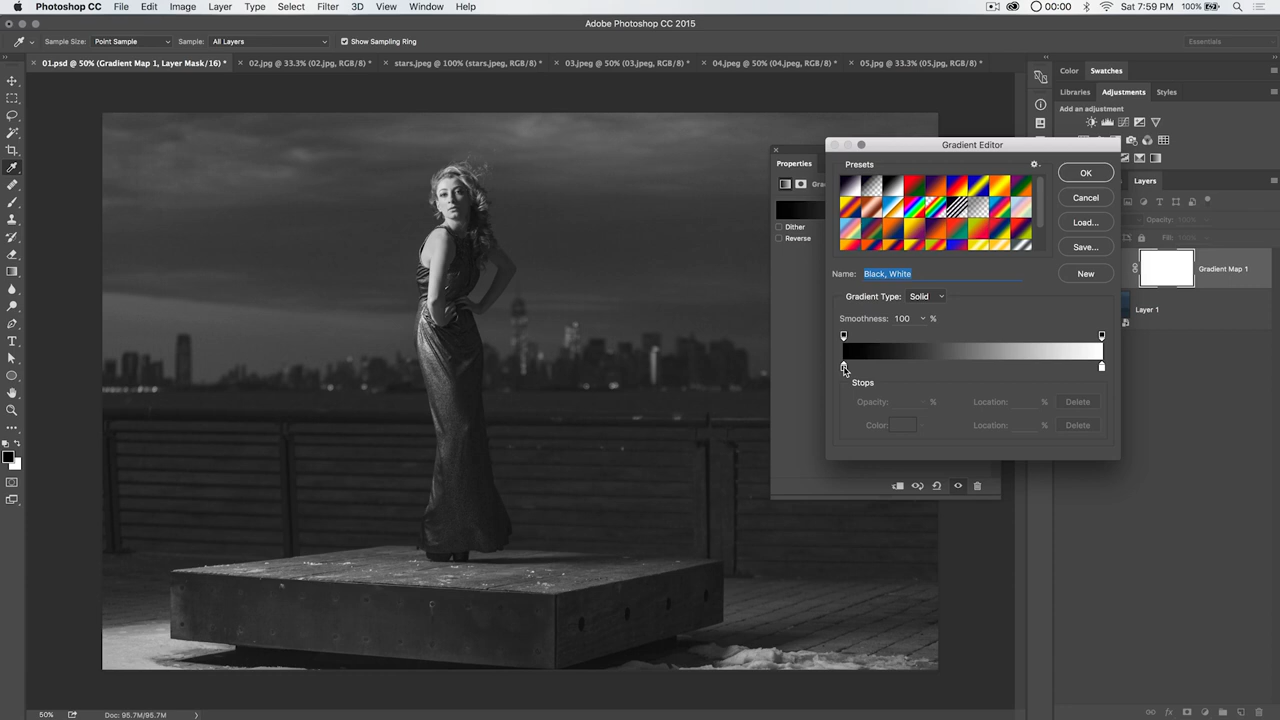 Photoshop CC File Edit Image Layer Type Select Filter 3D View Window Help 00:00 100% Sat 7:59 PM
Adobe Photoshop CC 2015
Sample Size: Point Sample Sample: All Layers Show Sampling Ring Essentials
01.psd @ 50% (Gradient Map 1, Layer Mask/16) * 02.jpg @ 33.3% (02.jpg, RGB/8) * stars.jpeg @ 100% (stars.jpeg, RGB/8*) * 03.jpeg @ 50% (03.jpeg, RGB/8*) * 04.jpeg @ 50% (04.jpeg, RGB/8*) * 05.jpg @ 33.3% (05.jpg, RGB/8) *
Color Swatches
Libraries Adjustments Styles
Add an adjustment
Gradient Editor
Properties
Presets
OK
Cancel
Load...
Save...
New
Dither
Reverse
Name: Black, White
Gradient Type: Solid
Smoothness: 100 %
Stops
Opacity: % Location: % Delete
Color: Location: % Delete
Layers
Opacity: 100%
Fill: 100%
Gradient Map 1
Layer 1
50% Doc: 95.7M/95.7M